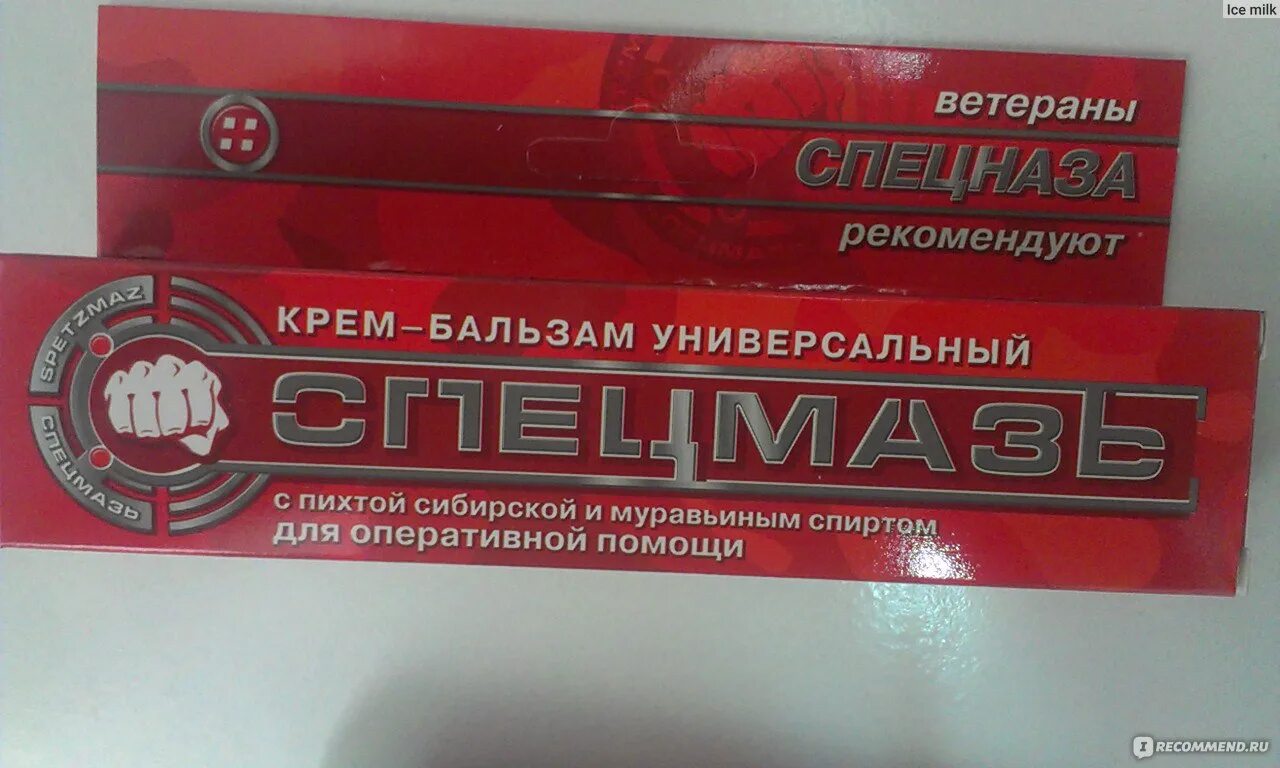 Ice milk
ветераны
СПЕЦНАЗА
рекомендуют
SPETZMAZ
СПЕЦМАЗЬ
КРЕМ-БАЛЬЗАМ УНИВЕРСАЛЬНЫЙ
СПЕЦМАЗЬ
с пихтой сибирской и муравьиным спиртом
для оперативной помощи
IRECOMMEND.RU